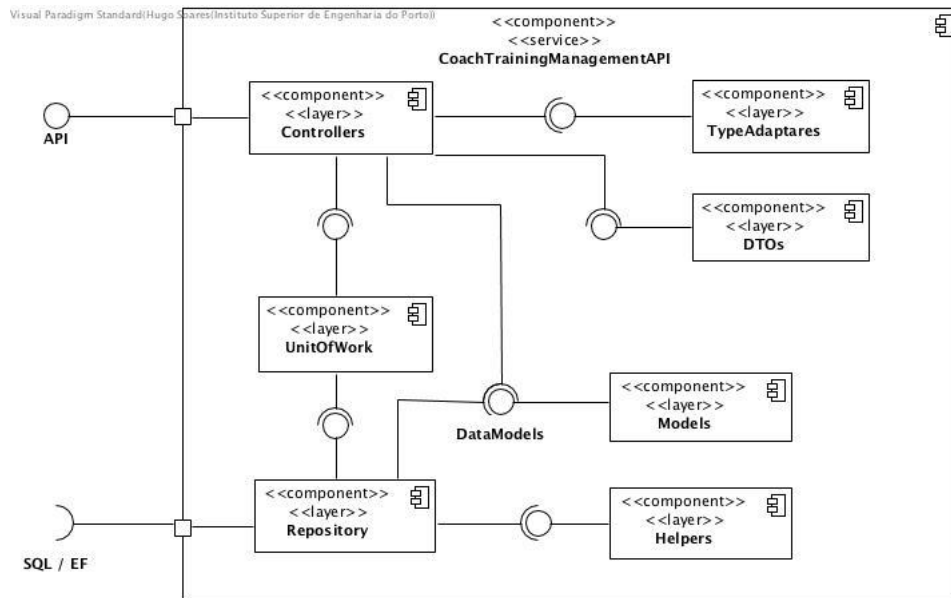 Visual Paradigm Standard(Hugo Soares(Instituto Superior de Engenharia do Porto))
<<component>>
<<service>>
CoachTrainingManagementAPI
<<component>>
<<layer>>
Controllers
<<component>>
<<layer>>
TypeAdaptares
API
<<component>>
<<layer>>
DTOs
<<component>>
<<layer>>
UnitOfWork
<<component>>
<<layer>>
Models
DataModels
<<component>>
<<layer>>
Repository
<<component>>
<<layer>>
Helpers
SQL / EF